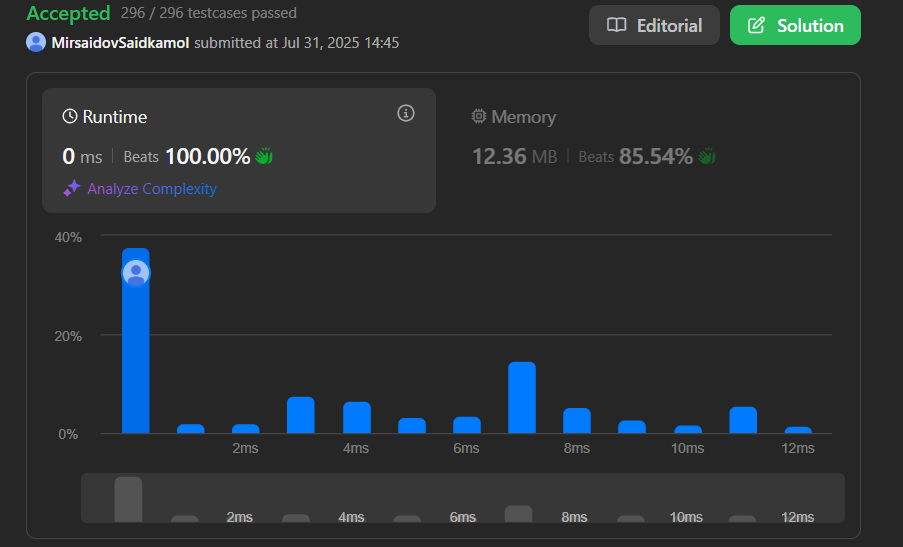 Accepted 296 / 296 testcases passed
MirsaidovSaidkamol submitted at Jul 31, 2025 14:45
Editorial
Solution
Runtime
0 ms | Beats 100.00%
Analyze Complexity
Memory
12.36 MB | Beats 85.54%
40%
20%
0%
2ms 4ms 6ms 8ms 10ms 12ms
2ms 4ms 6ms 8ms 10ms 12ms